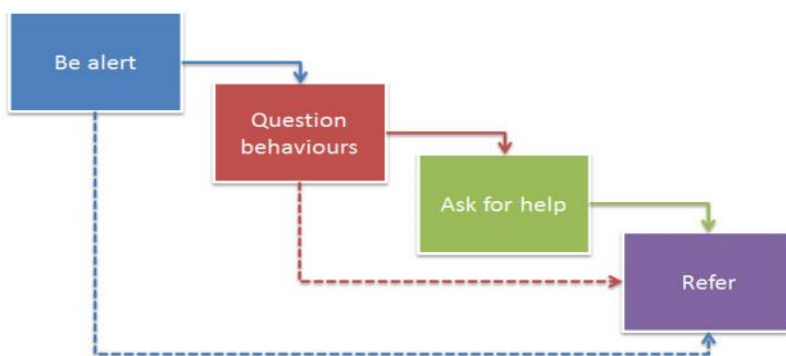 Be alert
Question
behaviours
Ask for help
Refer